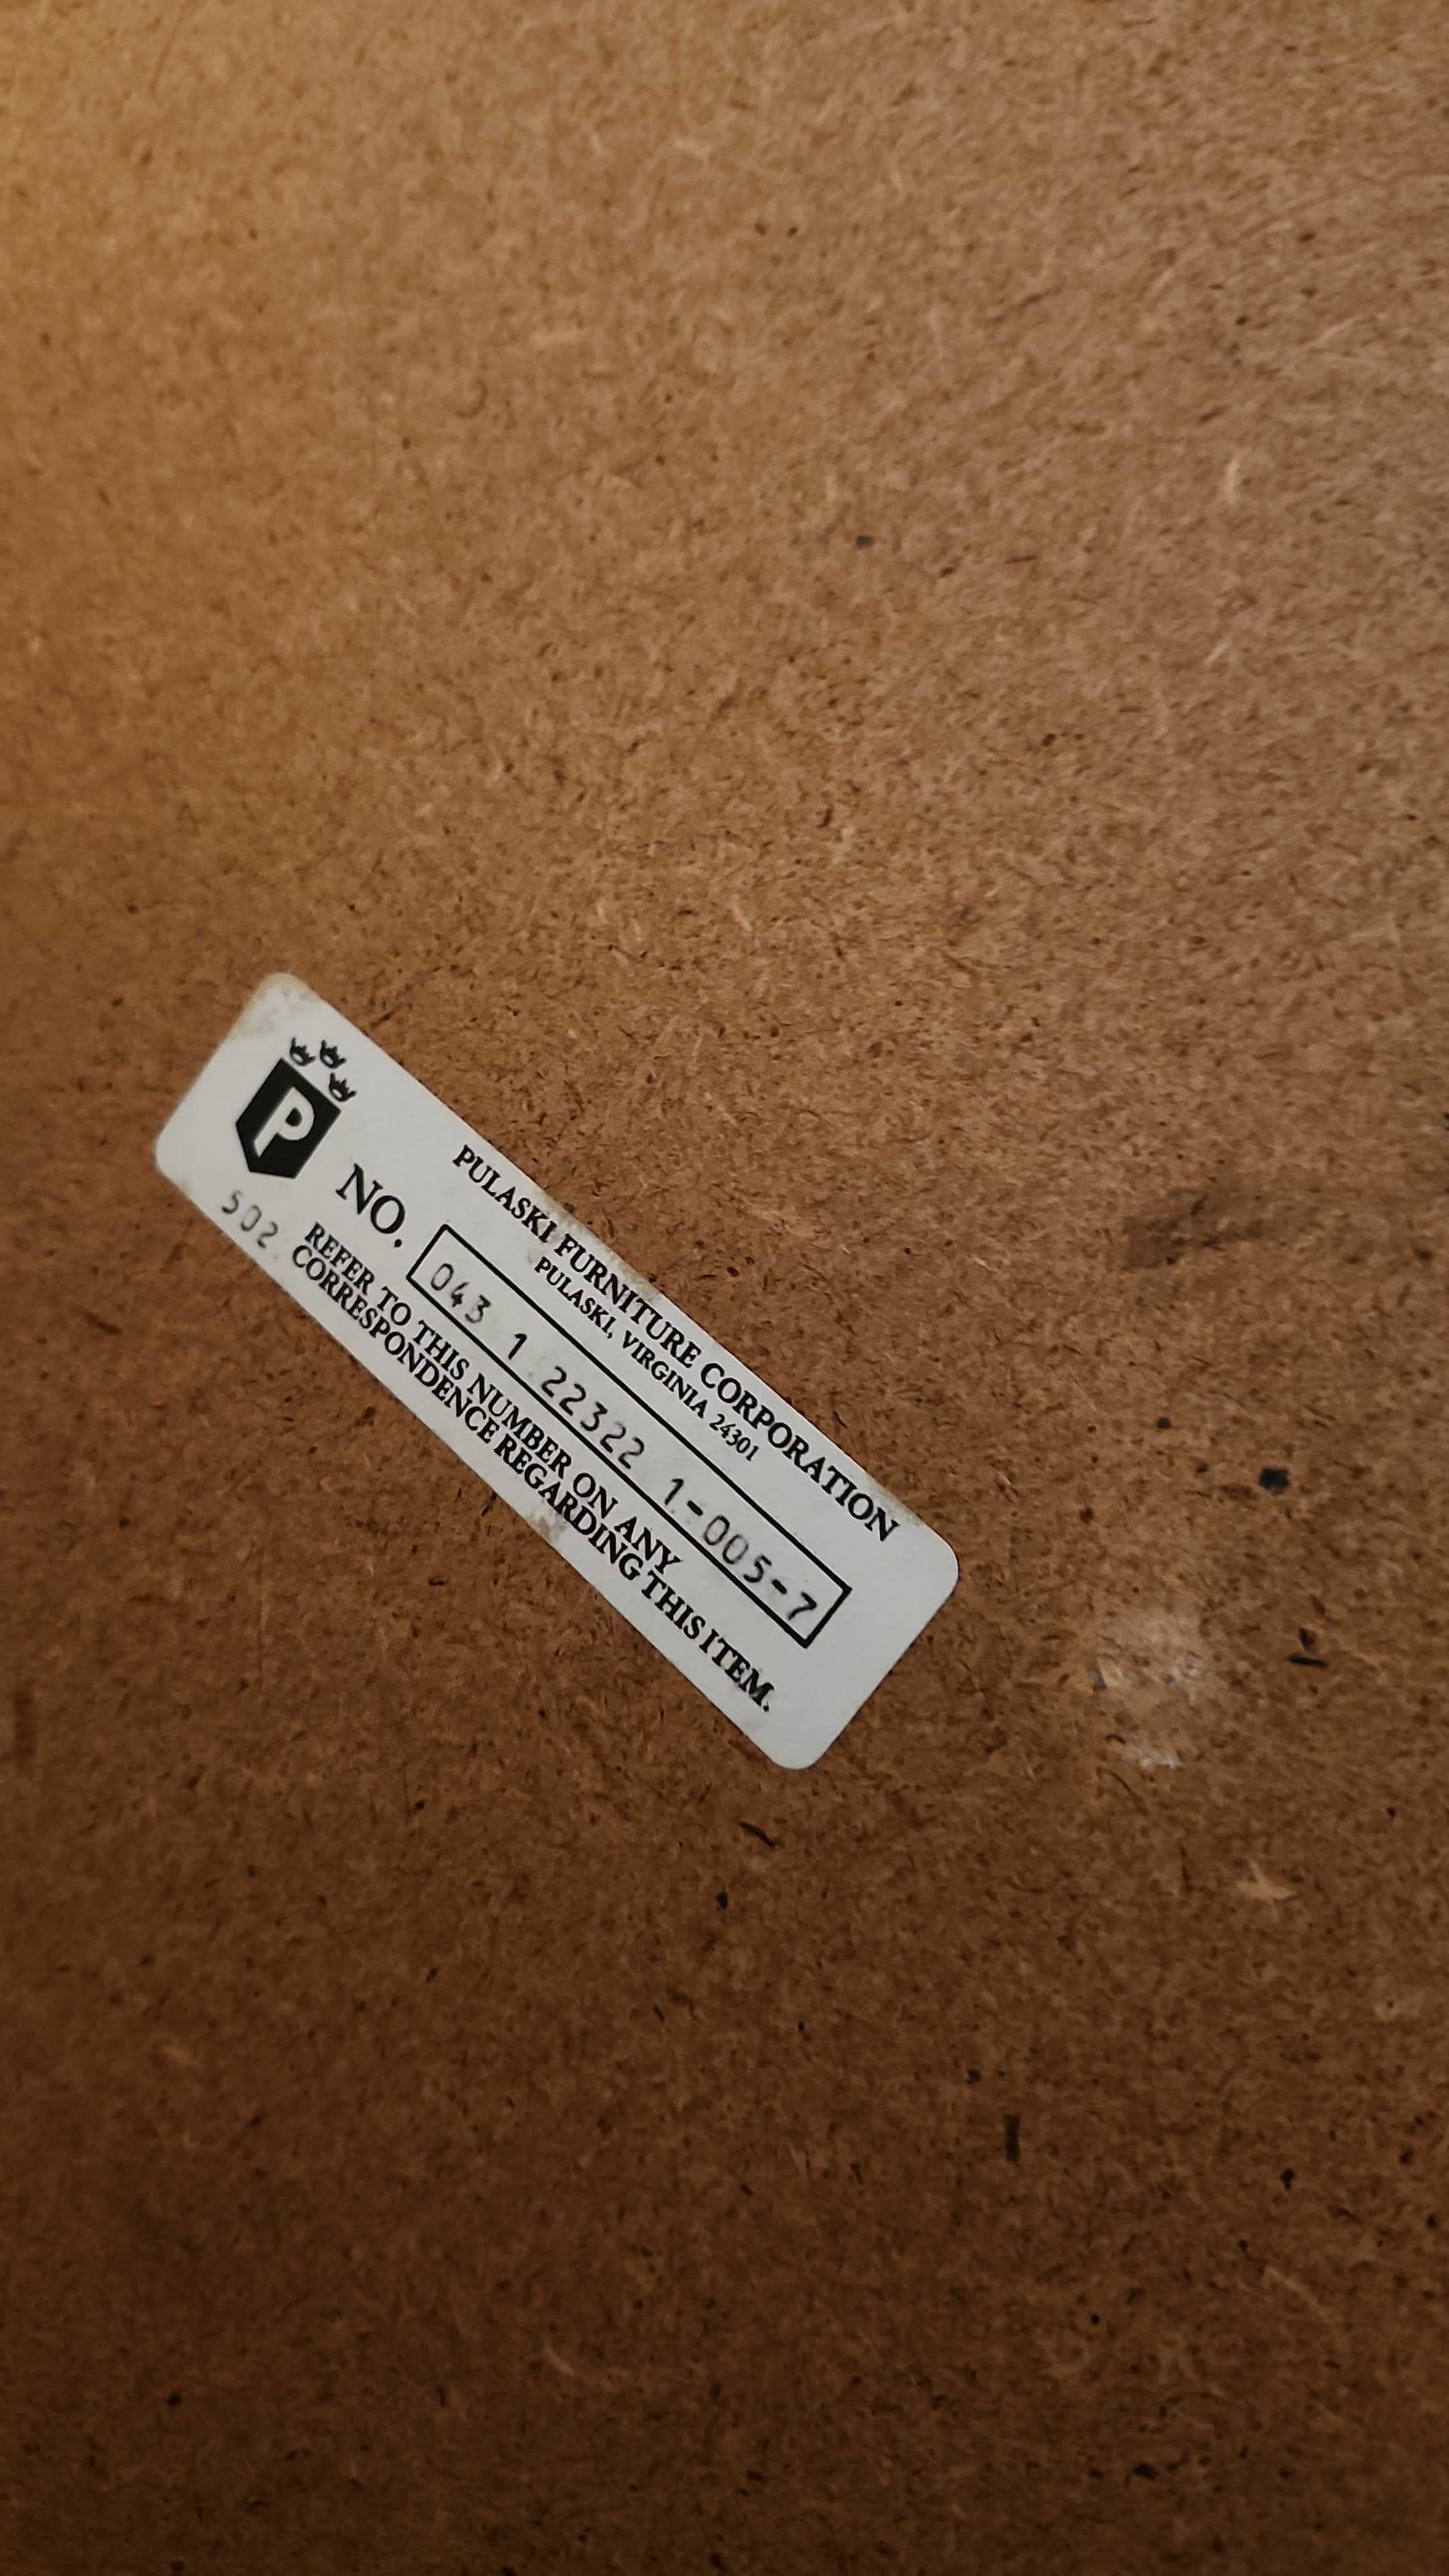 PULASKI FURNITURE CORPORATION
PULASKI, VIRGINIA 24301
P
NO. 043 1 22322 1-005-7
REFER TO THIS NUMBER ON ANY
CORRESPONDENCE REGARDING THIS ITEM.
502